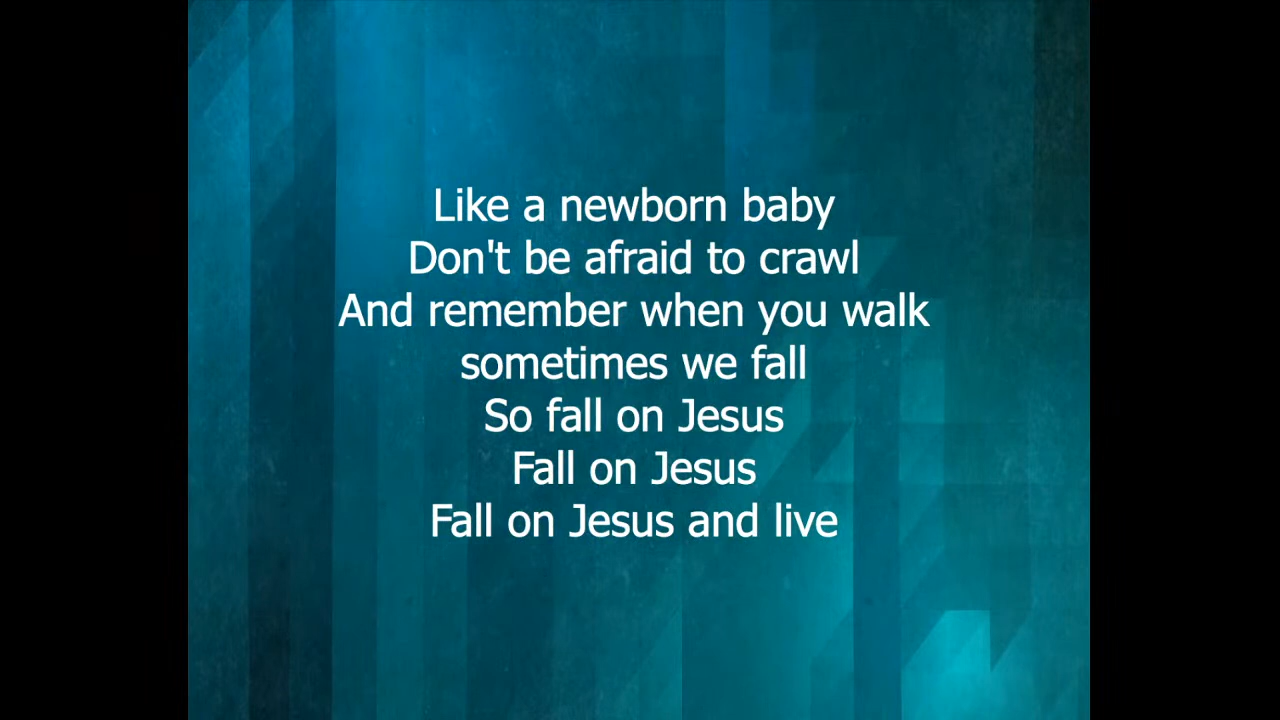 Like a newborn baby
Don't be afraid to crawl
And remember when you walk
sometimes we fall
So fall on Jesus
Fall on Jesus
Fall on Jesus and live